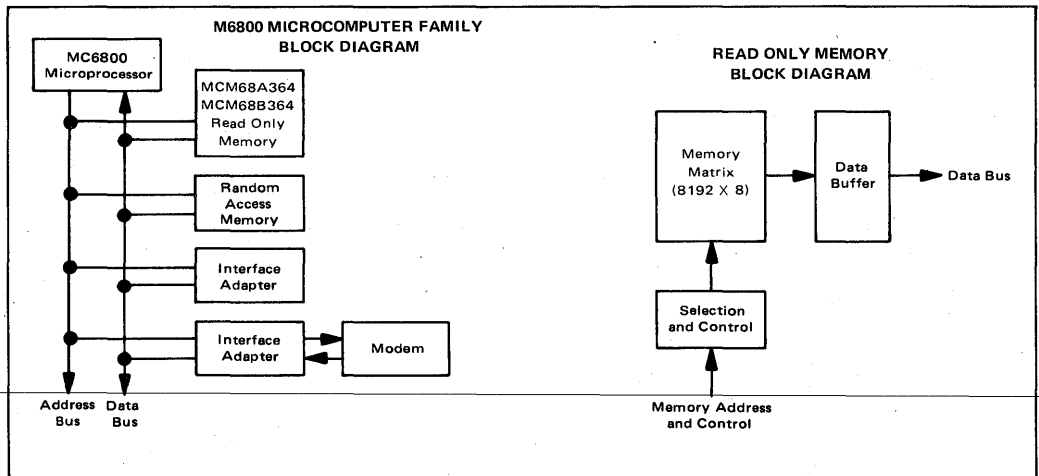 M6800 MICROCOMPUTER FAMILY
BLOCK DIAGRAM
MC6800
Microprocessor
MCM68A364
MCM68B364
Read Only
Memory
Random
Access
Memory
Interface
Adapter
Interface
Adapter
Modem
Address
Bus
Data
Bus
READ ONLY MEMORY
BLOCK DIAGRAM
Memory
Matrix
(8192 X 8)
Data
Buffer
Data Bus
Selection
and Control
Memory Address
and Control